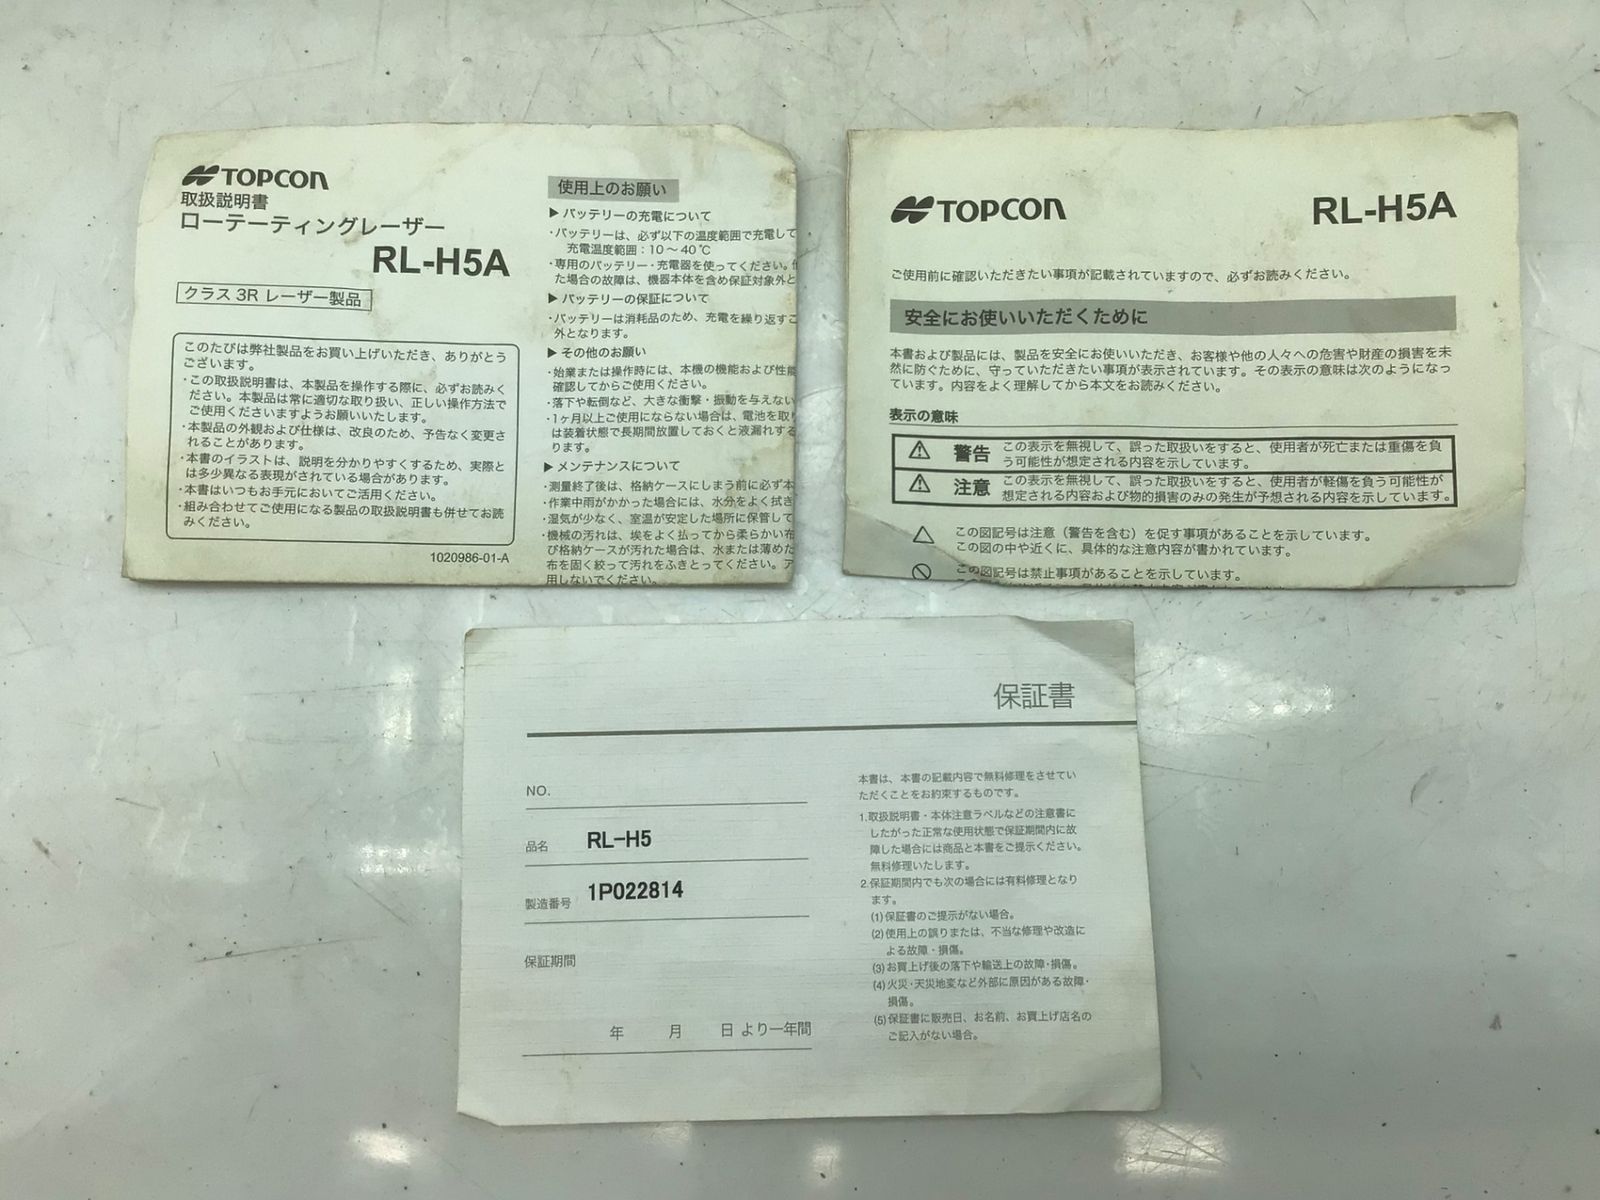 TOPCON
取扱説明書
ローテーティングレーザー
RL-H5A
クラス 3R レーザー製品
このたびは弊社製品をお買い上げいただき、ありがとう
ございます。
・この取扱説明書は、本製品を操作する際に、必ずお読みく
ださい。本製品は常に適切な取り扱い、正しい操作方法で
ご使用くださいますようお願いいたします。
・本製品の外観および仕様は、改良のため、予告なく変更さ
れることがあります。
・本書のイラストは、説明を分かりやすくするため、実際と
は多少異なる表現がされている場合があります。
・本書はいつもお手元においてご活用ください。
・組み合わせてご使用になる製品の取扱説明書も併せてお読
みください。
1020986-01-A
使用上のお願い
▶ バッテリーの充電について
・バッテリーは、必ず以下の温度範囲で充電して
充電温度範囲：10 ～ 40 ℃
・専用のバッテリー・充電器を使ってください。
た場合の故障は、機器本体を含め保証対象外と
▶ バッテリーの保証について
・バッテリーは消耗品のため、充電を繰り返すこ
外となります。
▶ その他のお願い
・始業または操作時には、本機の機能および性能
確認してからご使用ください。
・落下や転倒など、大きな衝撃・振動を与えない
・1ヶ月以上ご使用にならない場合は、電池を取り
は装着状態で長期間放置しておくと液漏れする
ります。
▶ メンテナンスについて
・測量終了後は、格納ケースにしまう前に必ず本
・作業中雨がかかった場合には、水分をよく拭き
・湿気が少なく、室温が安定した場所に保管して
・機械の汚れは、埃をよく払ってから柔らかい布
び格納ケースが汚れた場合は、水または薄めた
布を固く絞って汚れをふきとってください。ア
用しないでください。
TOPCON
RL-H5A
ご使用前に確認いただきたい事項が記載されていますので、必ずお読みください。
安全にお使いいただくために
本書および製品には、製品を安全にお使いいただき、お客様や他の人々への危害や財産の損害を未
然に防ぐために、守っていただきたい事項が表示されています。その表示の意味は次のようになっ
ています。内容をよく理解してから本文をお読みください。
表示の意味
警告 この表示を無視して、誤った取扱いをすると、使用者が死亡または重傷を負
う可能性が想定される内容を示しています。
注意 この表示を無視して、誤った取扱いをすると、使用者が軽傷を負う可能性が
想定される内容および物的損害のみの発生が予想される内容を示しています。
この図記号は注意（警告を含む）を促す事項があることを示しています。
この図の中や近くに、具体的な注意内容が書かれています。
この図記号は禁止事項があることを示しています。
保証書
NO.
品名 RL-H5
製造番号 1P022814
保証期間
年 月 日 より一年間
本書は、本書の記載内容で無料修理をさせてい
ただくことをお約束するものです。
1.取扱説明書・本体注意ラベルなどの注意書に
したがった正常な使用状態で保証期間内に故
障した場合には商品と本書をご提示ください。
無料修理いたします。
2.保証期間内でも次の場合には有料修理となり
ます。
(1)保証書のご提示がない場合。
(2)使用上の誤りまたは、不当な修理や改造に
よる故障・損傷。
(3)お買上げ後の落下や輸送上の故障・損傷。
(4)火災・天災地変など外部に原因がある故障・
損傷。
(5)保証書に販売日、お名前、お買上げ店名の
ご記入がない場合。